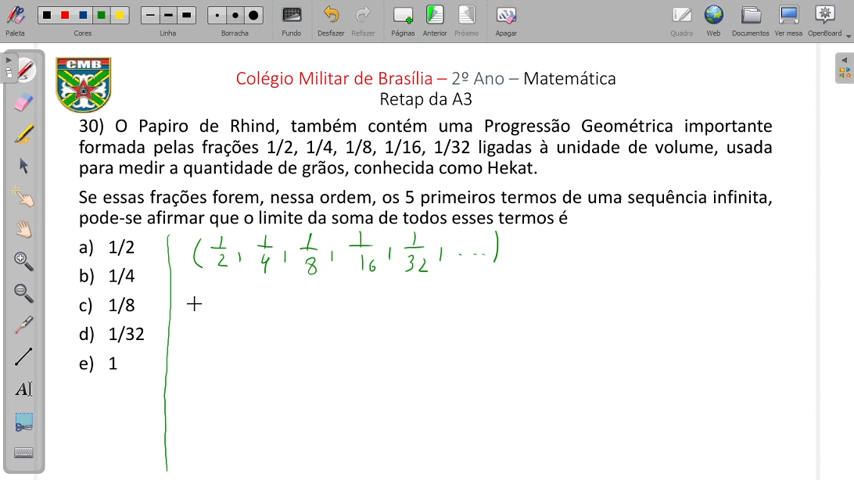 Paleta
Cores
Linha
Borracha
Fundo
Desfazer
Refazer
Páginas
Anterior
Próximo
Apagar
Quadro
Web
Documentos
Ver mesa
OpenBoard
CMB
Colégio Militar de Brasília – 2º Ano – Matemática
Retap da A3
30) O Papiro de Rhind, também contém uma Progressão Geométrica importante
formada pelas frações 1/2, 1/4, 1/8, 1/16, 1/32 ligadas à unidade de volume, usada
para medir a quantidade de grãos, conhecida como Hekat.
Se essas frações forem, nessa ordem, os 5 primeiros termos de uma sequência infinita,
pode-se afirmar que o limite da soma de todos esses termos é
a) 1/2
b) 1/4
c) 1/8
d) 1/32
e) 1
(1/2, 1/4, 1/8, 1/16, 1/32, ...)